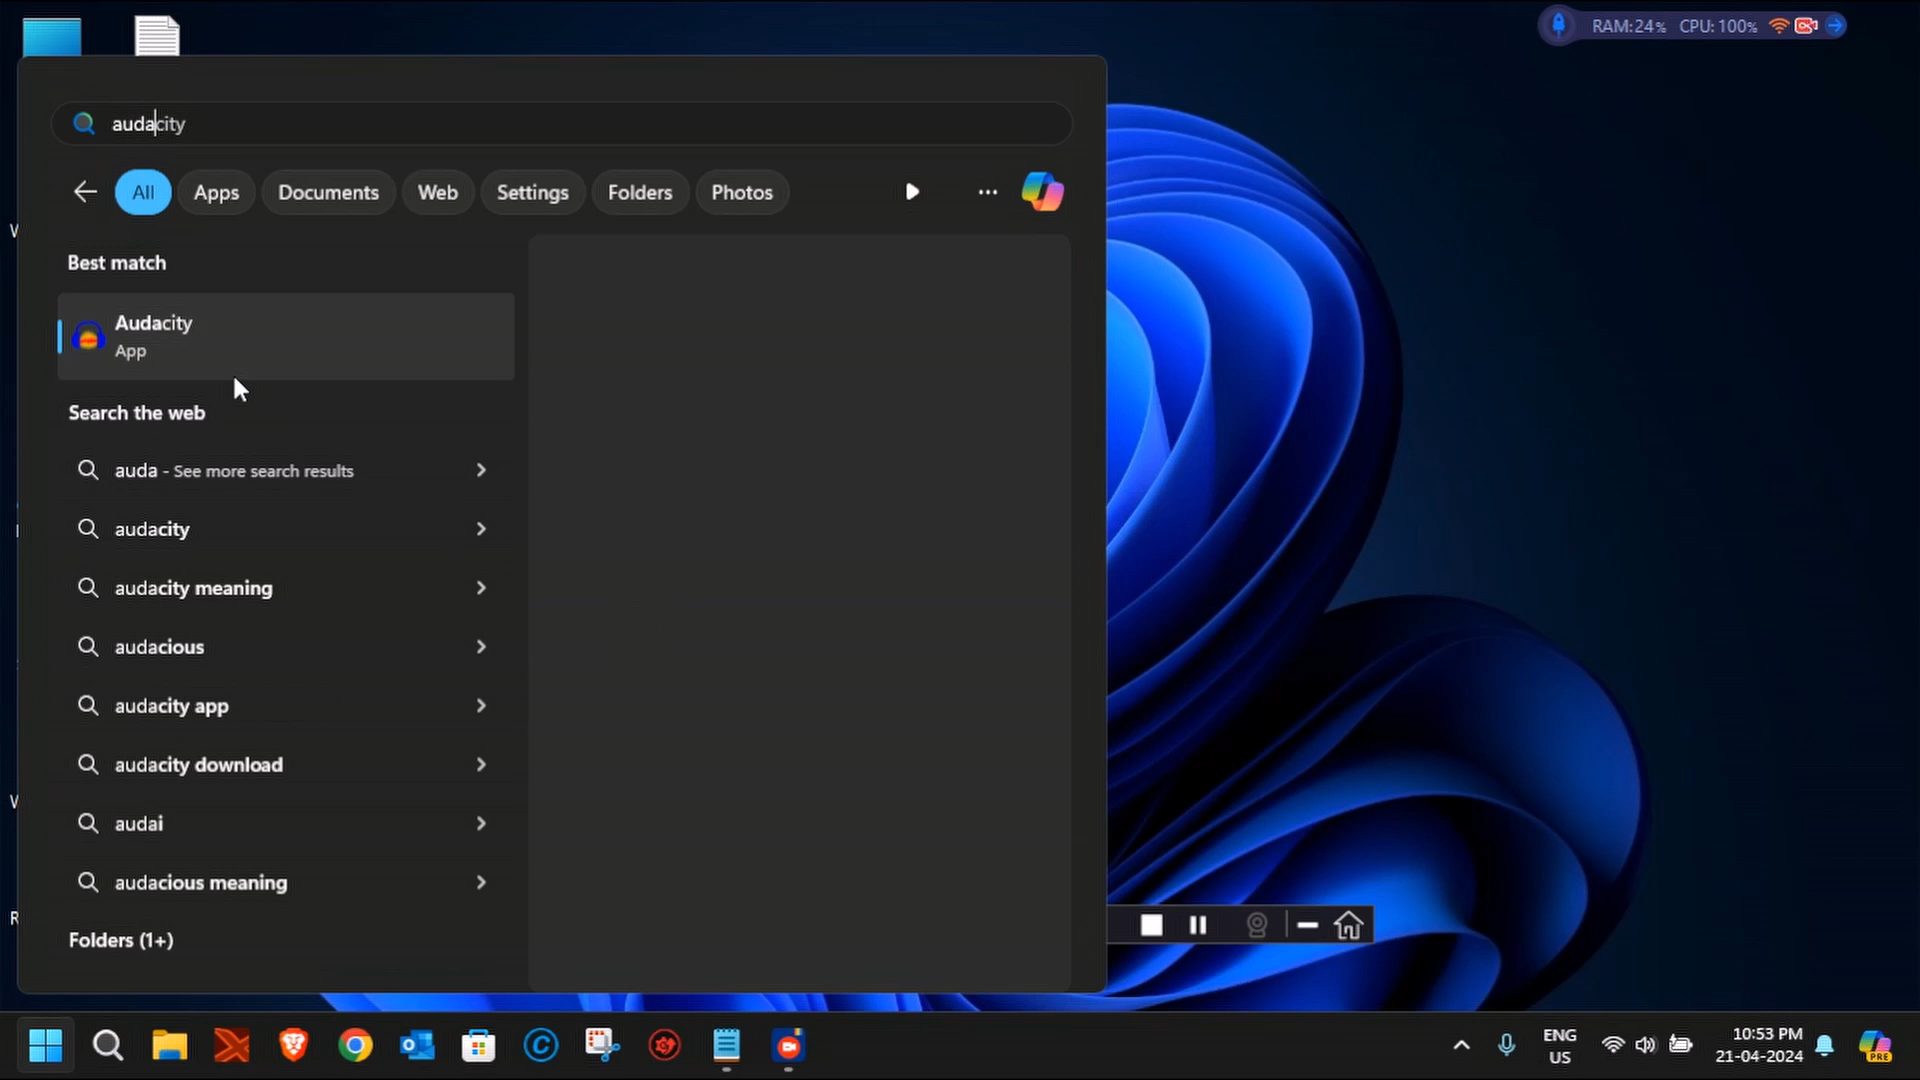 RAM:24% CPU:100%
audacity
All Apps Documents Web Settings Folders Photos
Best match
Audacity
App
Search the web
auda - See more search results
audacity
audacity meaning
audacious
audacity app
audacity download
audai
audacious meaning
Folders (1+)
ENG
US
10:53 PM
21-04-2024
PRE